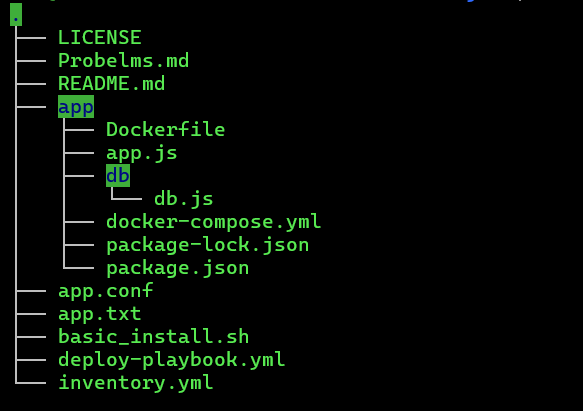 .
├── LICENSE
├── Probelms.md
├── README.md
├── app
│   ├── Dockerfile
│   ├── app.js
│   ├── db
│   │   └── db.js
│   ├── docker-compose.yml
│   ├── package-lock.json
│   └── package.json
├── app.conf
├── app.txt
├── basic_install.sh
├── deploy-playbook.yml
└── inventory.yml